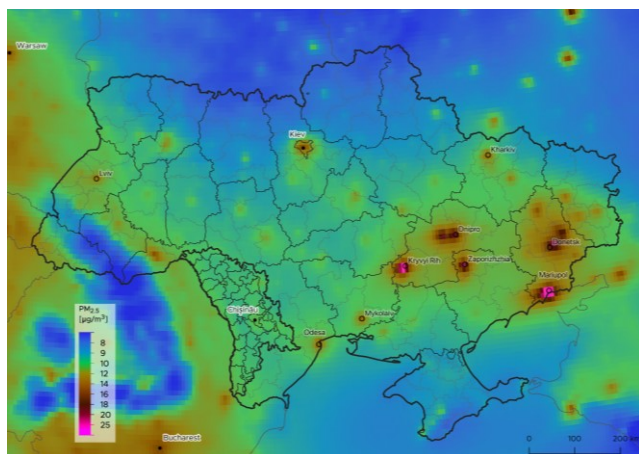 Warsaw
Kiev
Kharkiv
Lviv
Dnipro
Donetsk
Kryvyi Rih
Zaporizhzhia
Mariupol
PM2.5
[µg/m³]
8
9
10
12
14
16
18
20
25
Chișinău
Mykolaiv
Odesa
Bucharest
0 100 200 km